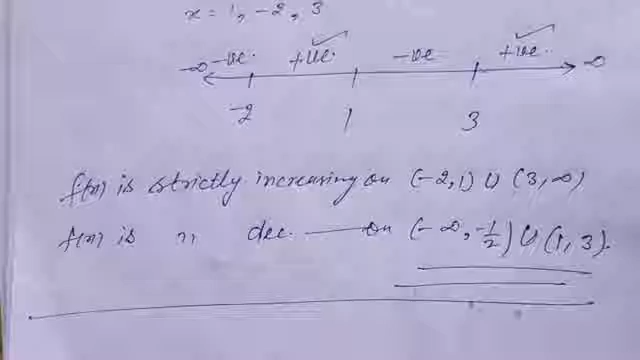 x = 1, -2, 3
-∞ -ve. +ve. -ve +ve. -∞
-2 1 3
f(x) is strictly increasing on (-2, 1) U (3, ∞)
f(x) is 〃 dec. — on (-∞, -1/2) U (1, 3).